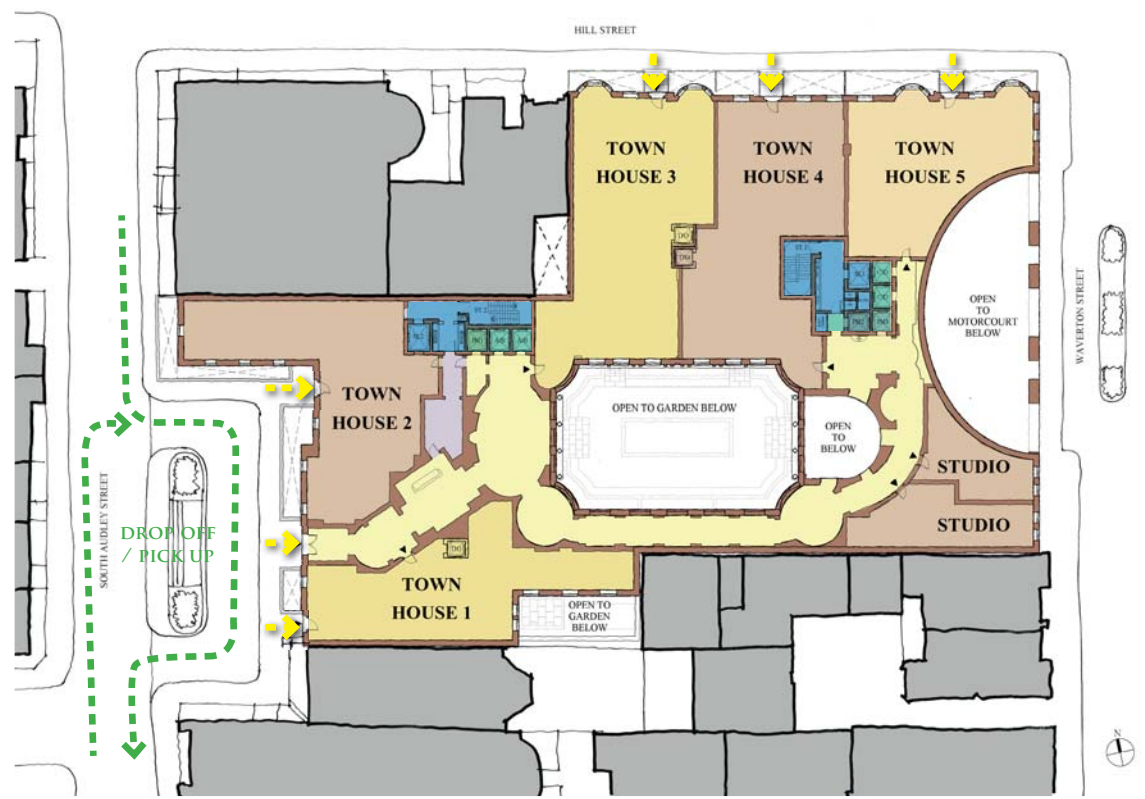 HILL STREET
TOWN
HOUSE 3
TOWN
HOUSE 4
TOWN
HOUSE 5
OPEN
TO
MOTORCOURT
BELOW
WAVERTON STREET
TOWN
HOUSE 2
OPEN TO GARDEN BELOW
OPEN
TO
BELOW
STUDIO
STUDIO
SOUTH AUDLEY STREET
DROP OFF
/ PICK UP
TOWN
HOUSE 1
OPEN TO
GARDEN
BELOW
N